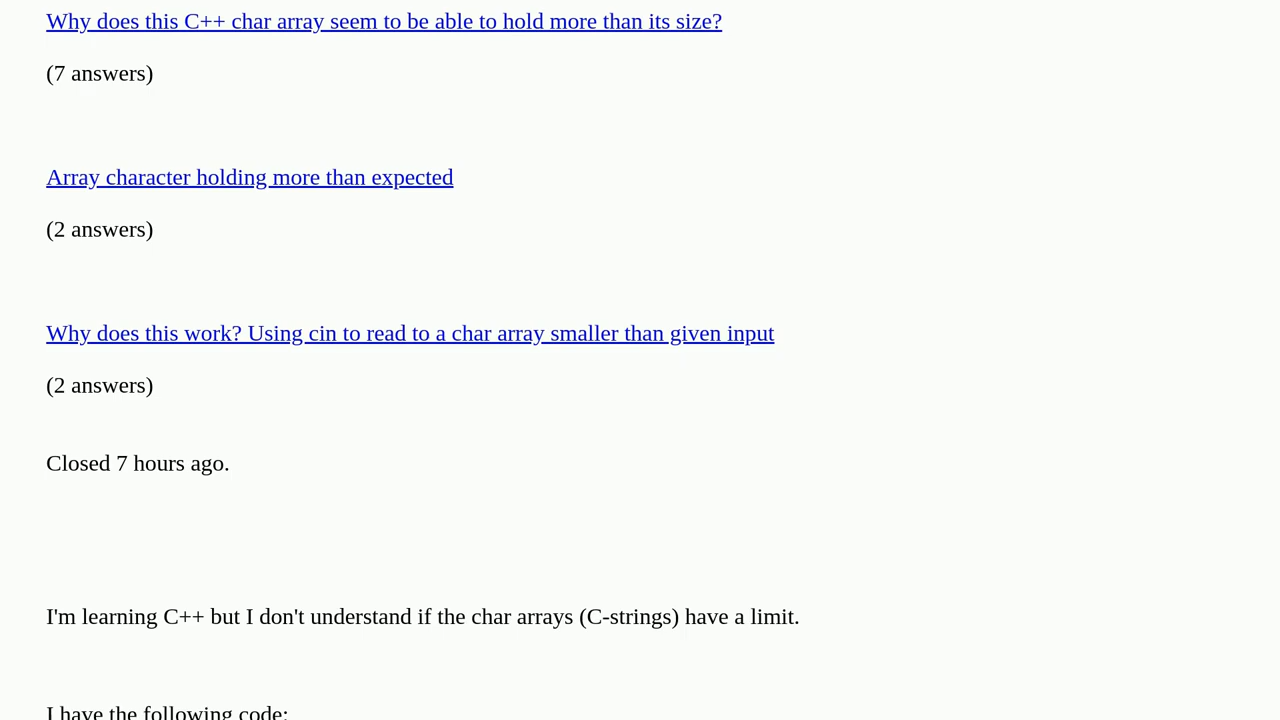 Why does this C++ char array seem to be able to hold more than its size?
(7 answers)
Array character holding more than expected
(2 answers)
Why does this work? Using cin to read to a char array smaller than given input
(2 answers)
Closed 7 hours ago.
I'm learning C++ but I don't understand if the char arrays (C-strings) have a limit.
I have the following code: